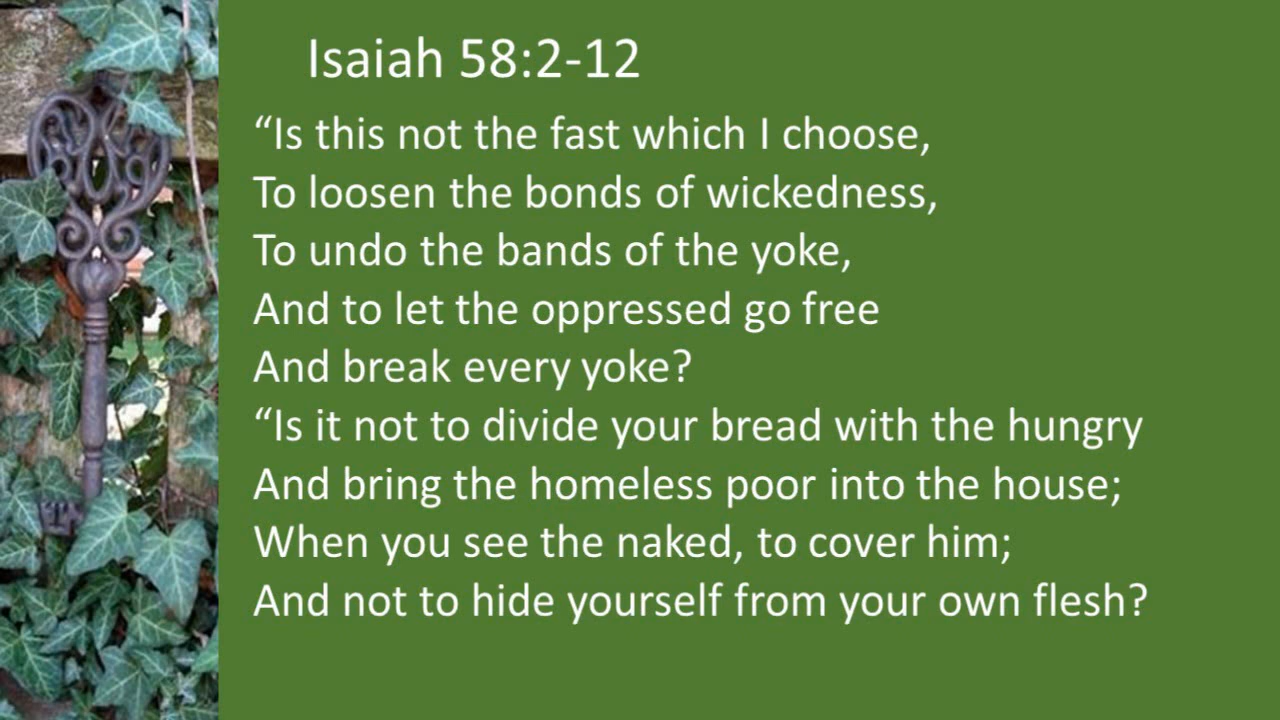 Isaiah 58:2-12
“Is this not the fast which I choose,
To loosen the bonds of wickedness,
To undo the bands of the yoke,
And to let the oppressed go free
And break every yoke?
“Is it not to divide your bread with the hungry
And bring the homeless poor into the house;
When you see the naked, to cover him;
And not to hide yourself from your own flesh?